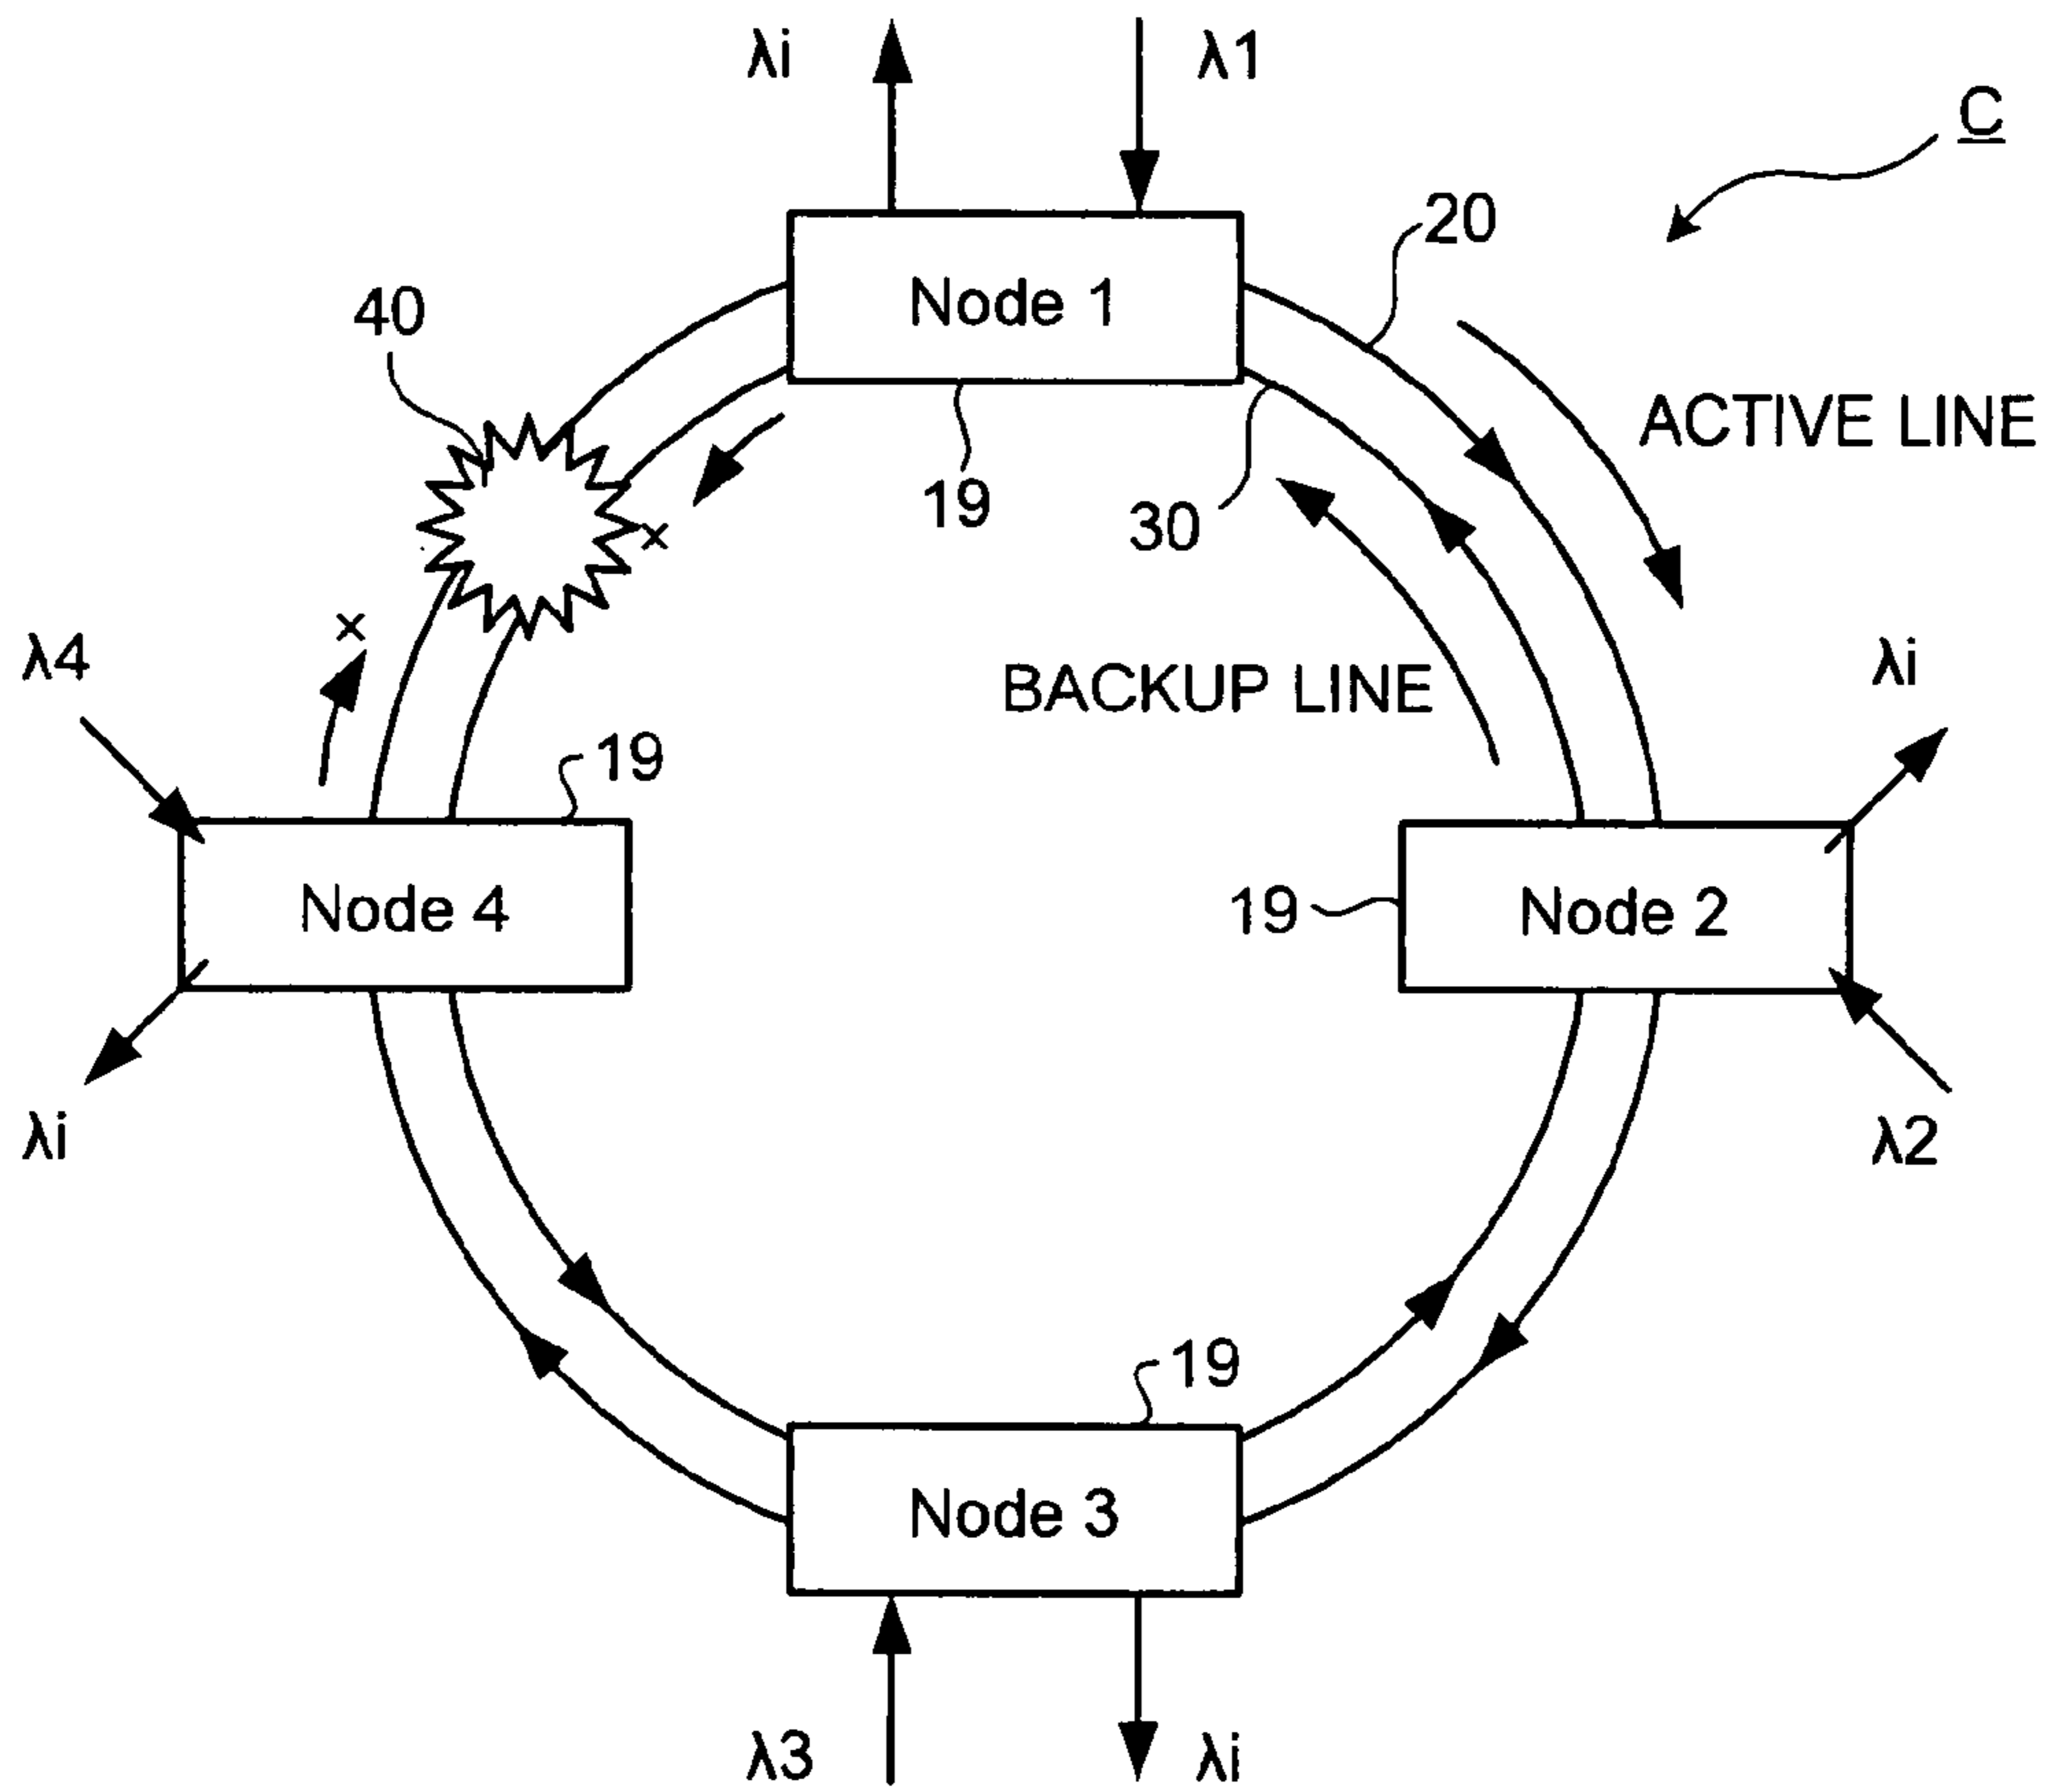 λi
λ1
C
20
40
Node 1
ACTIVE LINE
19
30
x
x
λ4
BACKUP LINE
λi
19
Node 4
19
Node 2
λi
λ2
19
Node 3
λ3
λi